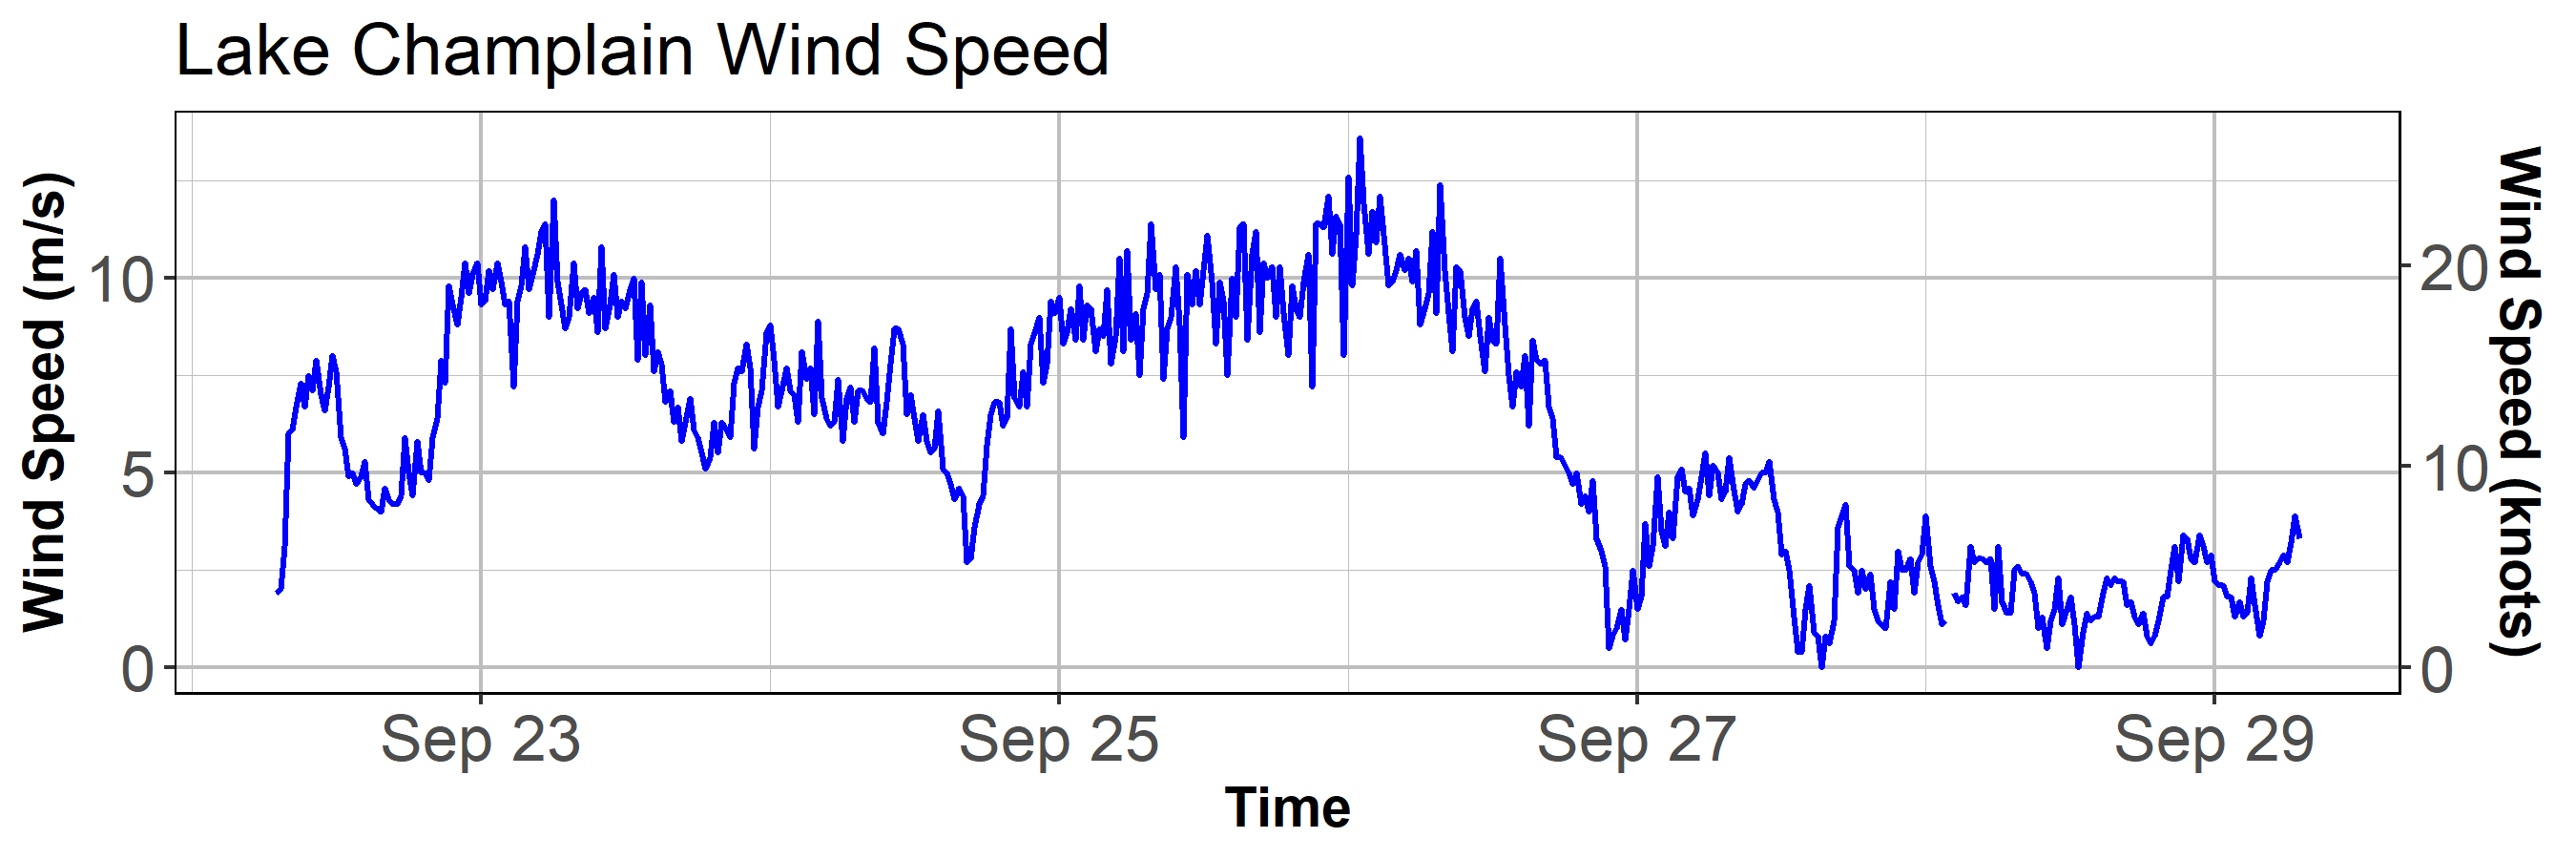 Lake Champlain Wind Speed
Wind Speed (m/s)
10
5
0
20
10
0
Wind Speed (knots)
Sep 23
Sep 25
Sep 27
Sep 29
Time